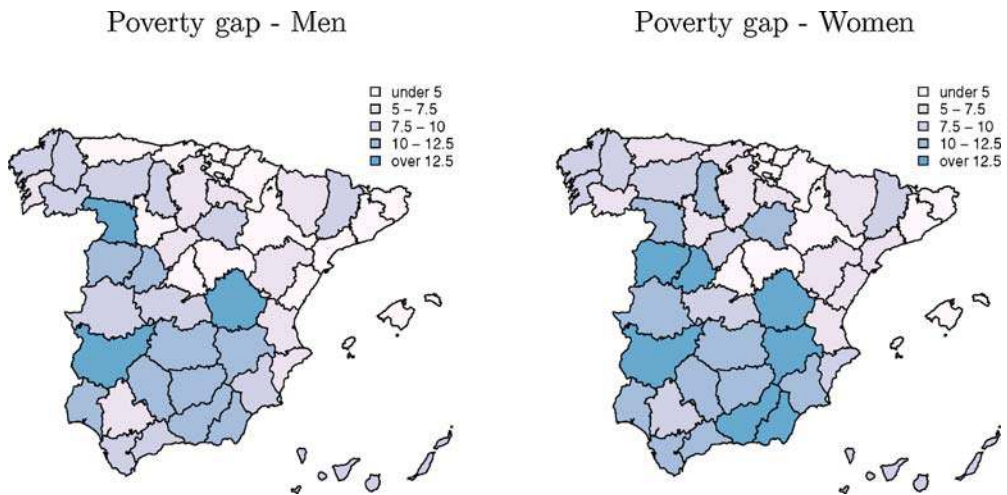 Poverty gap - Men
under 5
5 – 7.5
7.5 – 10
10 – 12.5
over 12.5
Poverty gap - Women
under 5
5 – 7.5
7.5 – 10
10 – 12.5
over 12.5